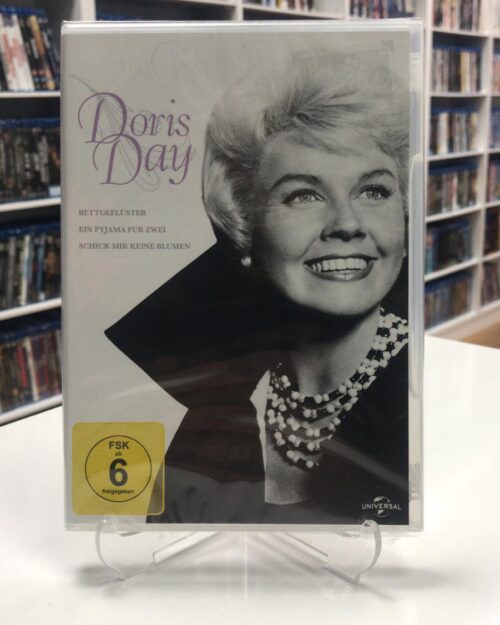 Doris
Day
BETTGEFLÜSTER
EIN PYJAMA FÜR ZWEI
SCHICK MIR KEINE BLUMEN
FSK
ab
6
freigegeben
UNIVERSAL